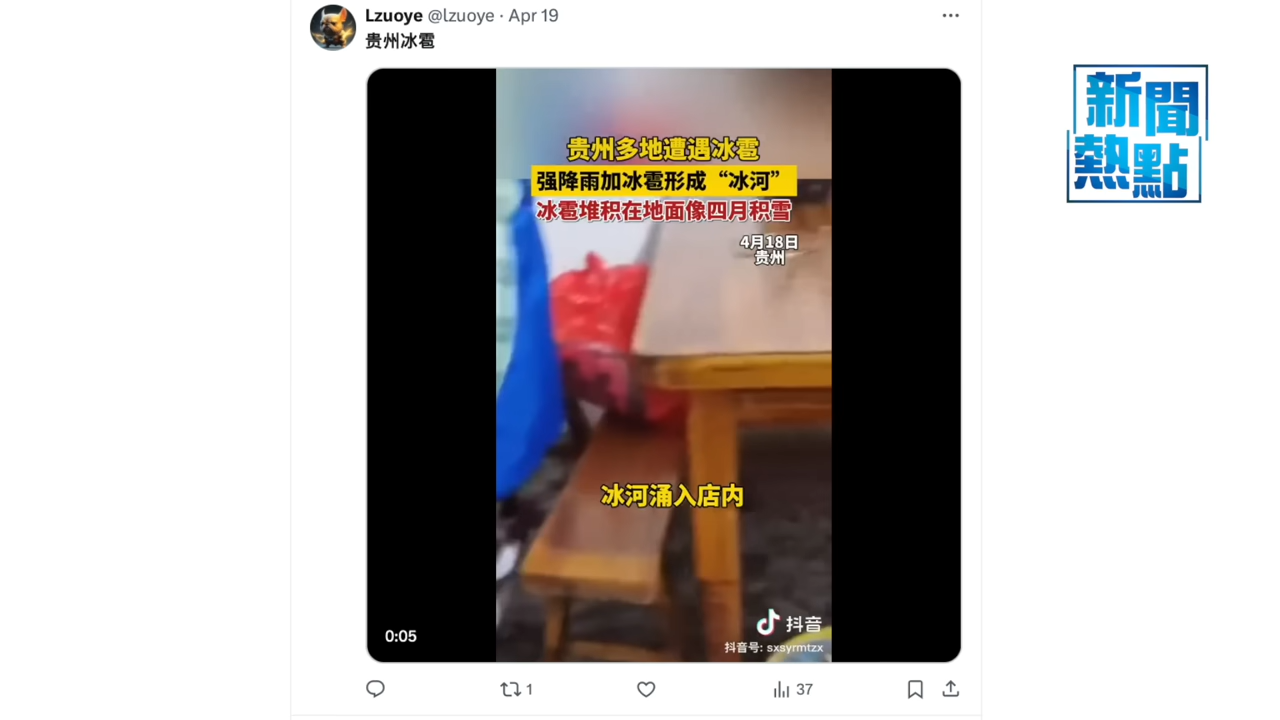 Lzuoye @lzuoye · Apr 19
贵州冰雹
新聞
熱點
贵州多地遭遇冰雹
强降雨加冰雹形成“冰河”
冰雹堆积在地面像四月积雪
4月18日
贵州
冰河涌入店内
抖音
抖音号: sxsyrmtzx
0:05
1
37